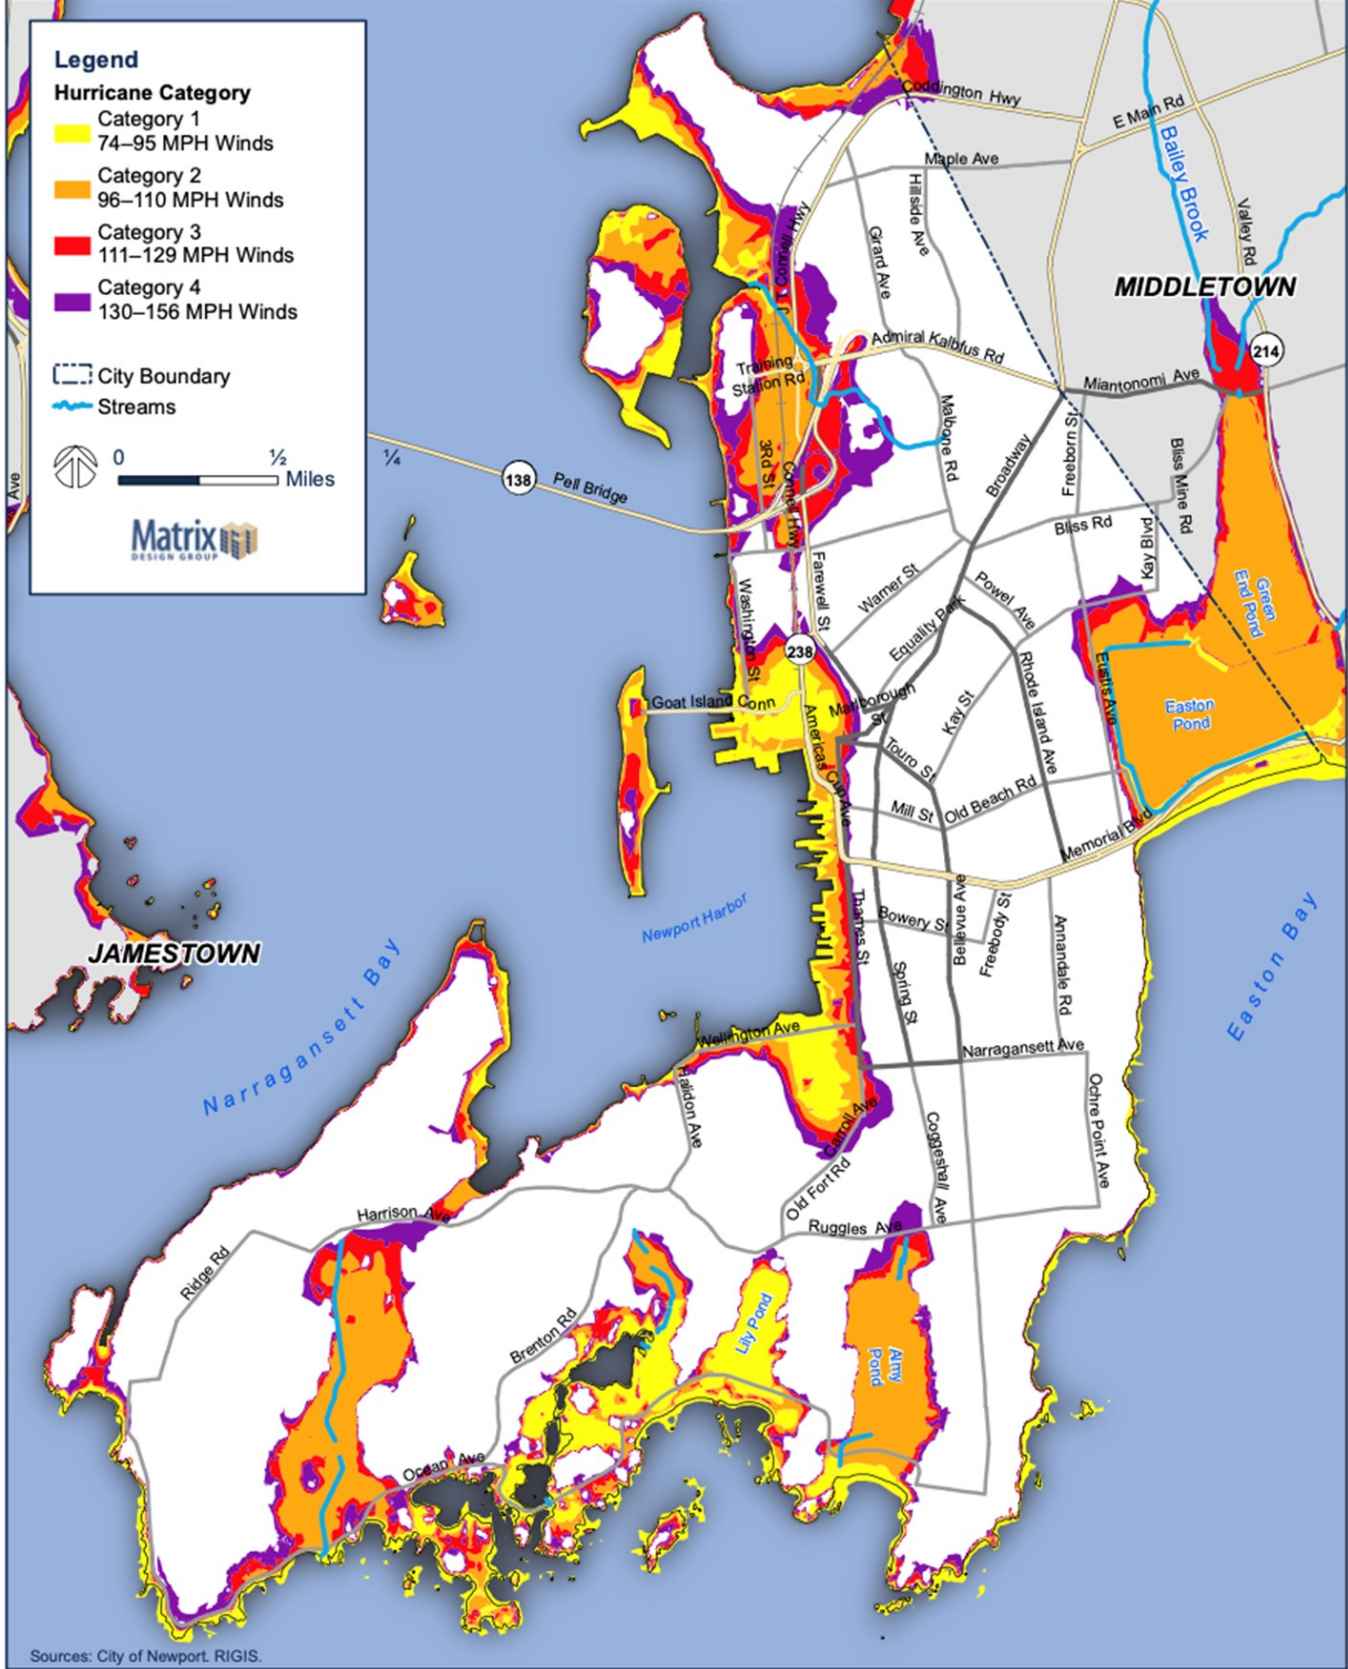 Legend
Hurricane Category
Category 1
74–95 MPH Winds
Category 2
96–110 MPH Winds
Category 3
111–129 MPH Winds
Category 4
130–156 MPH Winds
City Boundary
Streams
0
½
¼
Miles
Matrix
DESIGN GROUP
Coddington Hwy
E Main Rd
Bailey Brook
Maple Ave
Hillside Ave
Girard Ave
Valley Rd
J T Connell Hwy
MIDDLETOWN
214
Admiral Kalbfus Rd
Training
Station Rd
Miantonomi Ave
Malbone Rd
Broadway
Freeborn St
Bliss Mine Rd
3Rd St
Connell Hwy
138
Pell Bridge
Ave
Bliss Rd
Kay Blvd
Farewell St
Warner St
Powel Ave
Green
End Pond
Washington St
Equality Park
238
Rhode Island Ave
Eustis Ave
Easton
Pond
Goat Island Conn
Marlborough
St
Kay St
Americas Cup Ave
Touro St
Mill St
Old Beach Rd
Memorial Blvd
Newport Harbor
Thames St
Bowery St
Bellevue Ave
Freebody St
Annandale Rd
Easton Bay
JAMESTOWN
Narragansett Bay
Spring St
Wellington Ave
Narragansett Ave
Halidon Ave
Carroll Ave
Coggeshall Ave
Ochre Point Ave
Old Fort Rd
Harrison Ave
Ruggles Ave
Ridge Rd
Brenton Rd
Lily Pond
Almy
Pond
Ocean Ave
Sources: City of Newport. RIGIS.